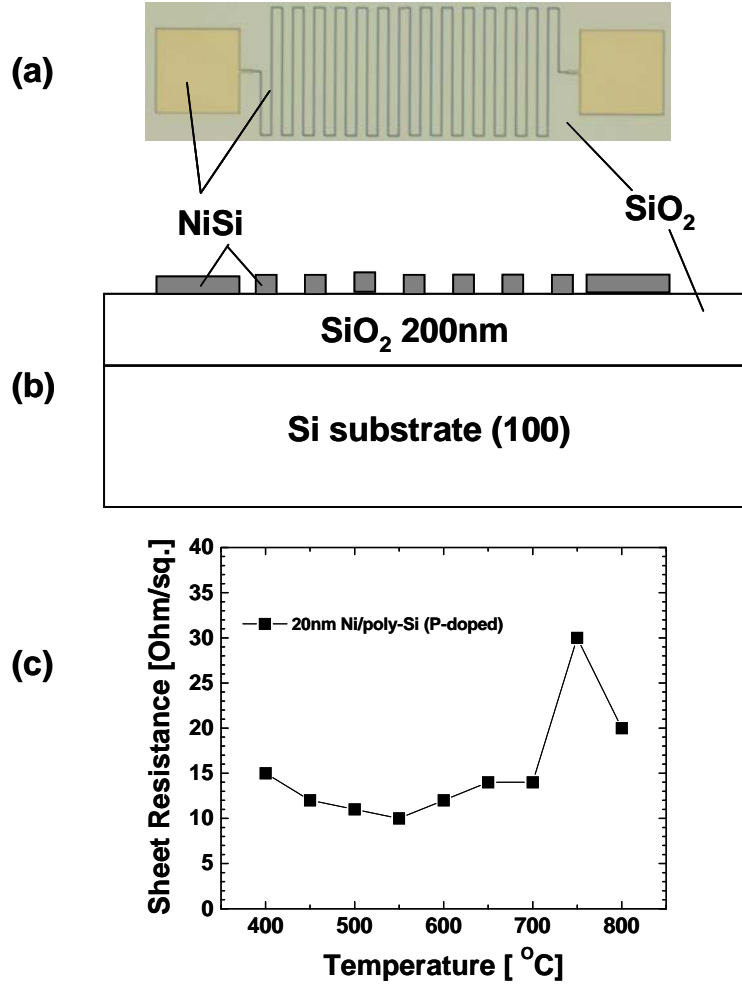 (a)
NiSi
SiO₂
SiO₂ 200nm
(b)
Si substrate (100)
(c)
Sheet Resistance [Ohm/sq.]
40
35
30
25
20
15
10
5
0
20nm Ni/poly-Si (P-doped)
400 500 600 700 800
Temperature [ °C]